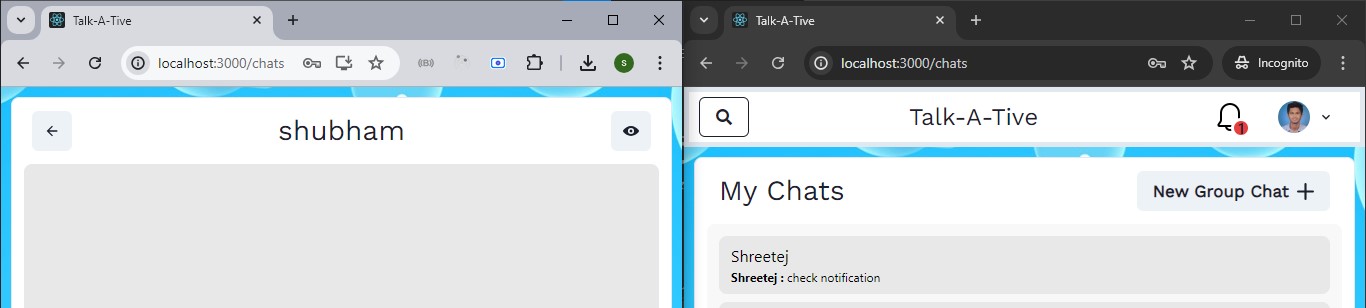 Talk-A-Tive
localhost:3000/chats
S
shubham
Talk-A-Tive
localhost:3000/chats
Incognito
Talk-A-Tive
1
My Chats
New Group Chat
Shreetej
Shreetej : check notification